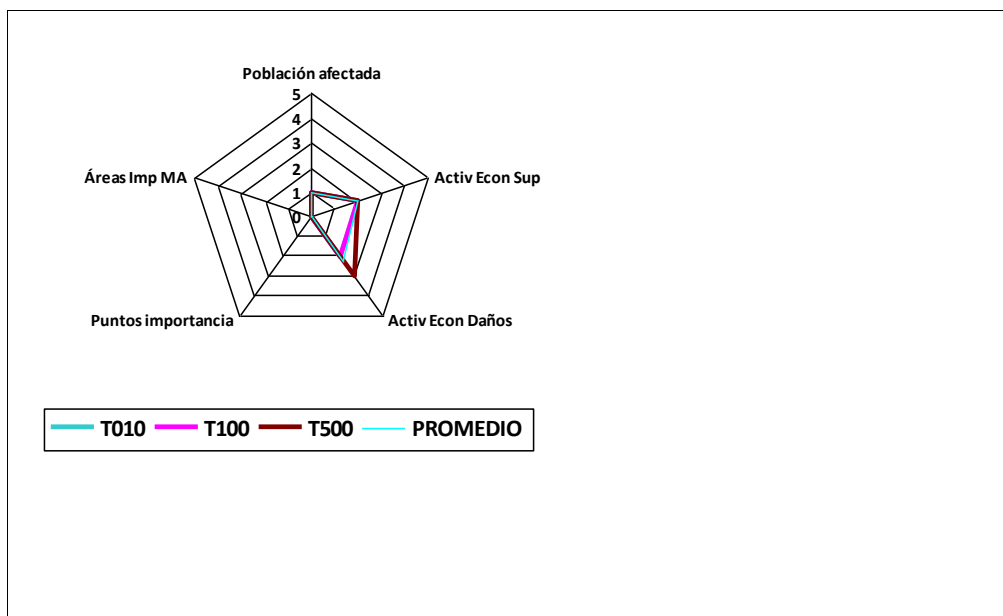 Población afectada
5
4
3
2
1
0
Áreas Imp MA
Activ Econ Sup
Puntos importancia
Activ Econ Daños
T010 T100 T500 PROMEDIO